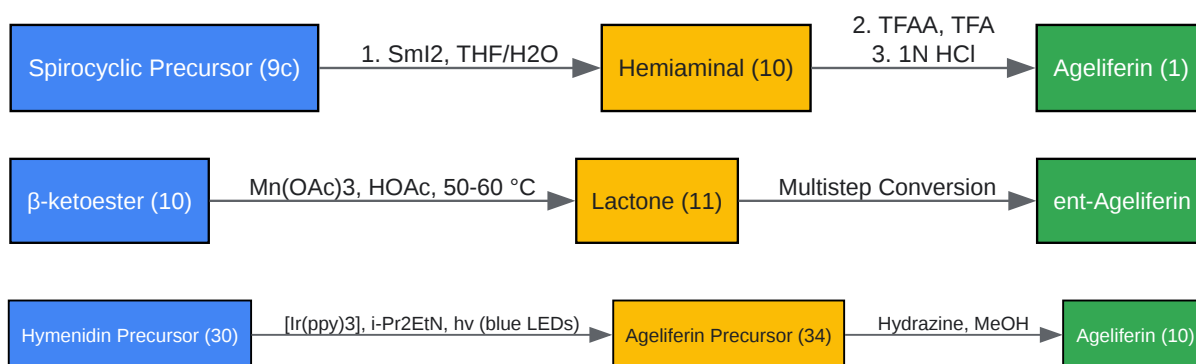 Spirocyclic Precursor (9c)
1. SmI2, THF/H2O
Hemiaminal (10)
2. TFAA, TFA
3. 1N HCl
Ageliferin (1)
β-ketoester (10)
Mn(OAc)3, HOAc, 50-60 °C
Lactone (11)
Multistep Conversion
ent-Ageliferin
Hymenidin Precursor (30)
[Ir(ppy)3], i-Pr2EtN, hv (blue LEDs)
Ageliferin Precursor (34)
Hydrazine, MeOH
Ageliferin (10)